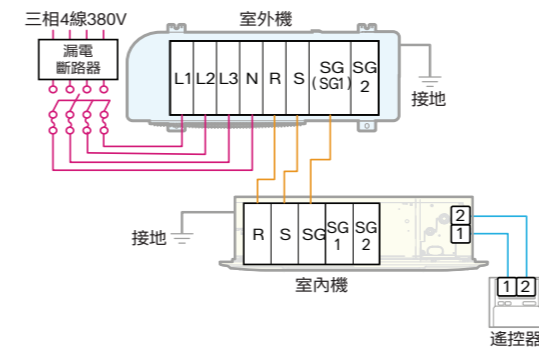 三相4線380V
室外機
漏電
斷路器
L1 L2 L3 N R S SG (SG1) SG 2
接地
接地
R S SG SG 1 SG 2
2
1
室內機
1 2
遙控器